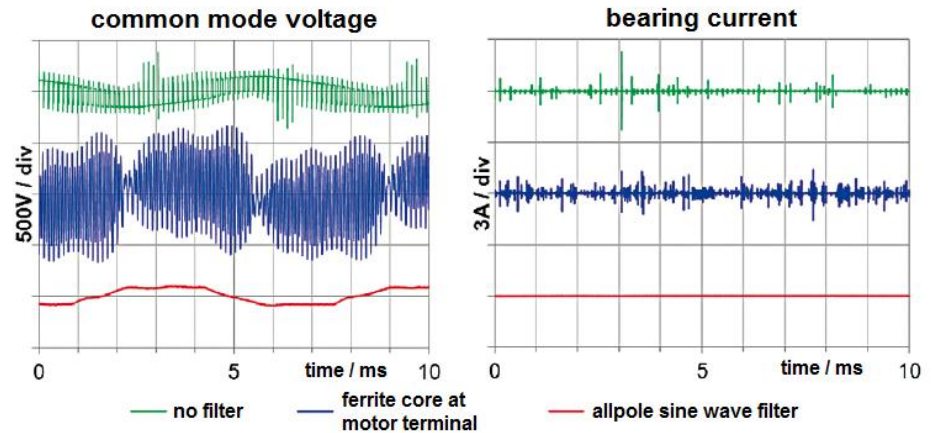 common mode voltage
bearing current
500V / div
3A / div
0 5 time / ms 10
0 5 time / ms 10
no filter
ferrite core at
motor terminal
allpole sine wave filter